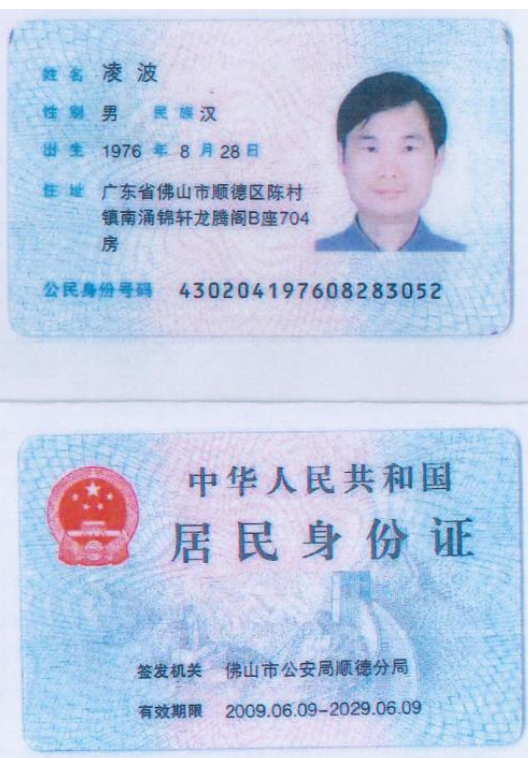 姓名 凌波
性别 男 民族 汉
出生 1976 年 8 月 28 日
住址 广东省佛山市顺德区陈村
镇南涌锦轩龙腾阁B座704
房
公民身份号码 430204197608283052
中华人民共和国
居民身份证
签发机关 佛山市公安局顺德分局
有效期限 2009.06.09-2029.06.09